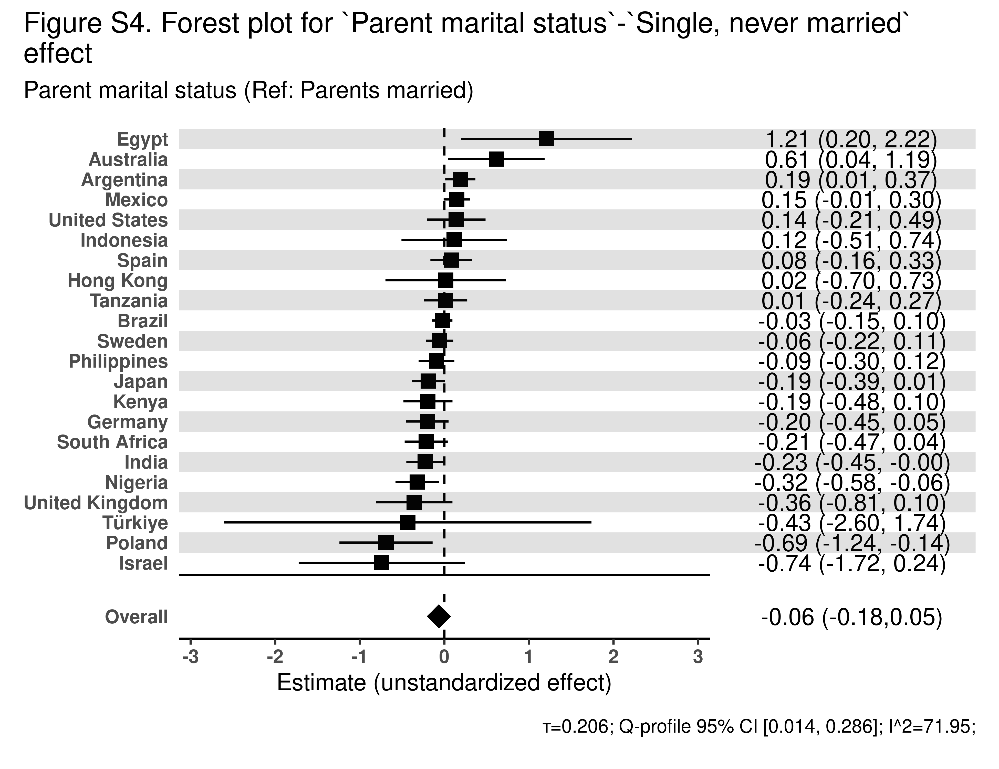 Figure S4. Forest plot for `Parent marital status`-`Single, never married`
effect
Parent marital status (Ref: Parents married)
Egypt 1.21 (0.20, 2.22)
Australia 0.61 (0.04, 1.19)
Argentina 0.19 (0.01, 0.37)
Mexico 0.15 (-0.01, 0.30)
United States 0.14 (-0.21, 0.49)
Indonesia 0.12 (-0.51, 0.74)
Spain 0.08 (-0.16, 0.33)
Hong Kong 0.02 (-0.70, 0.73)
Tanzania 0.01 (-0.24, 0.27)
Brazil -0.03 (-0.15, 0.10)
Sweden -0.06 (-0.22, 0.11)
Philippines -0.09 (-0.30, 0.12)
Japan -0.19 (-0.39, 0.01)
Kenya -0.19 (-0.48, 0.10)
Germany -0.20 (-0.45, 0.05)
South Africa -0.21 (-0.47, 0.04)
India -0.23 (-0.45, -0.00)
Nigeria -0.32 (-0.58, -0.06)
United Kingdom -0.36 (-0.81, 0.10)
Türkiye -0.43 (-2.60, 1.74)
Poland -0.69 (-1.24, -0.14)
Israel -0.74 (-1.72, 0.24)
Overall -0.06 (-0.18,0.05)
-3 -2 -1 0 1 2 3
Estimate (unstandardized effect)
τ=0.206; Q-profile 95% CI [0.014, 0.286]; I^2=71.95;